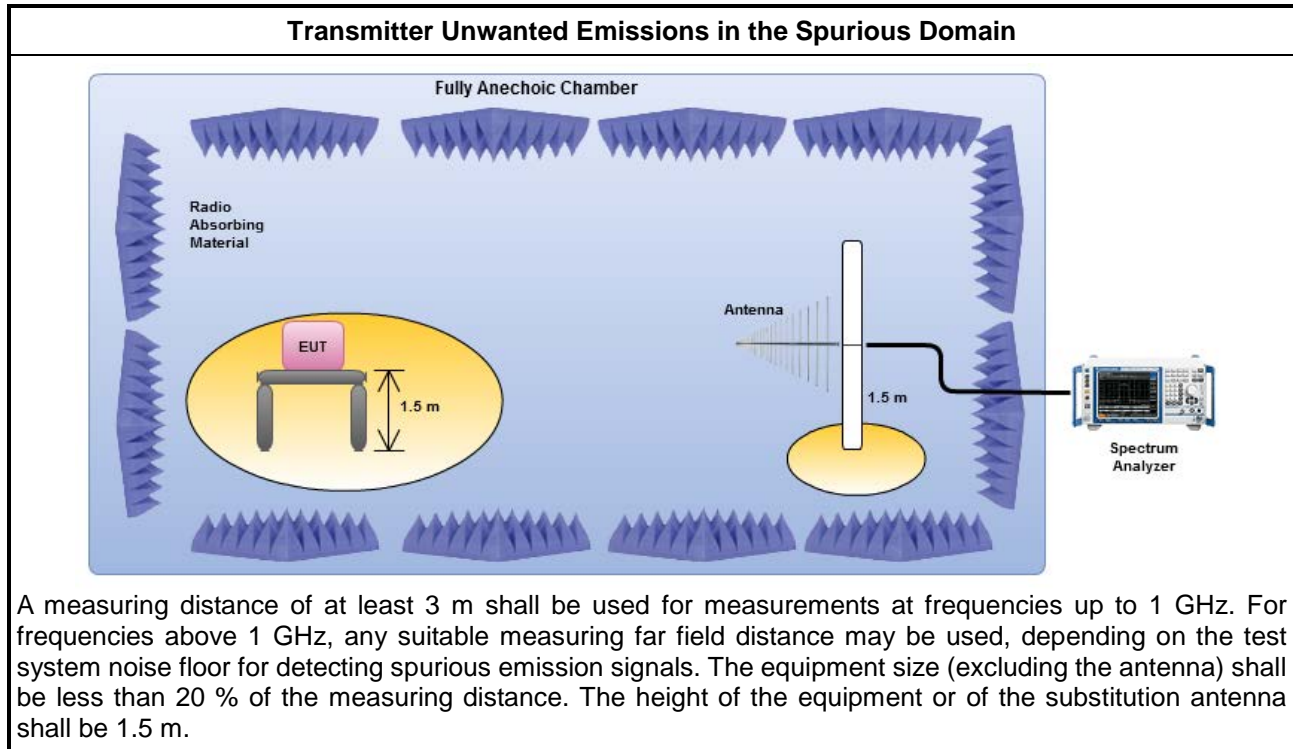 Transmitter Unwanted Emissions in the Spurious Domain
Fully Anechoic Chamber
Radio
Absorbing
Material
Antenna
EUT
1.5 m
1.5 m
Spectrum
Analyzer
A measuring distance of at least 3 m shall be used for measurements at frequencies up to 1 GHz. For
frequencies above 1 GHz, any suitable measuring far field distance may be used, depending on the test
system noise floor for detecting spurious emission signals. The equipment size (excluding the antenna) shall
be less than 20 % of the measuring distance. The height of the equipment or of the substitution antenna
shall be 1.5 m.